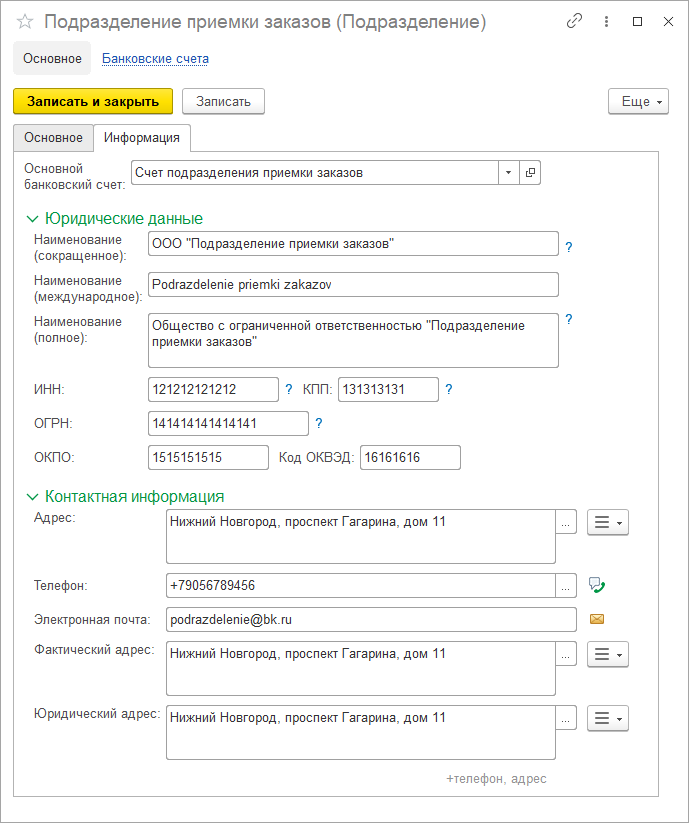 Подразделение приемки заказов (Подразделение)
Основное Банковские счета
Записать и закрыть Записать Еще
Основное Информация
Основной
банковский счет: Счет подразделения приемки заказов
Юридические данные
Наименование
(сокращенное): ООО "Подразделение приемки заказов" ?
Наименование
(международное): Podrazdelenie priemki zakazov
Наименование
(полное): Общество с ограниченной ответственностью "Подразделение
приемки заказов" ?
ИНН: 121212121212 ? КПП: 131313131 ?
ОГРН: 141414141414141 ?
ОКПО: 1515151515 Код ОКВЭД: 16161616
Контактная информация
Адрес: Нижний Новгород, проспект Гагарина, дом 11 ...
Телефон: +79056789456 ...
Электронная почта: podrazdelenie@bk.ru
Фактический адрес: Нижний Новгород, проспект Гагарина, дом 11 ...
Юридический адрес: Нижний Новгород, проспект Гагарина, дом 11 ...
+телефон, адрес